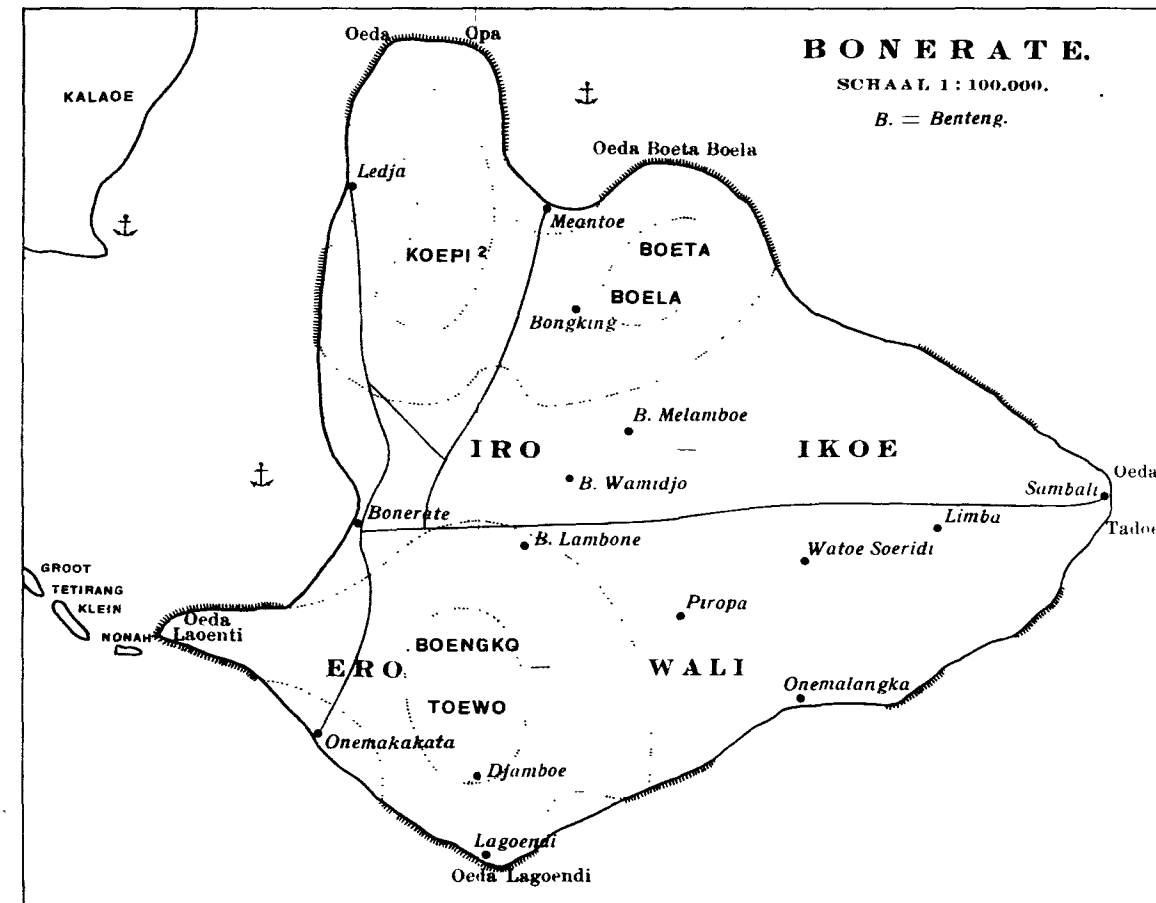 BONERATE.
SCHAAL 1 : 100.000.
B. = Benteng.
KALAOE
Oeda Opa
Oeda Boeta Boela
Ledja
Meantoe
KOEPI 2
BOETA
BOELA
Bongking
B. Melamboe
IRO - IKOE
B. Wamidjo
Oeda
Sambali
Tadoe
Bonerate
B. Lambone
Limba
Watoe Soeridi
GROOT
TETIRANG
KLEIN
NONAH
Oeda
Laoenti
Piropa
BOENGKO
ERO - WALI
TOEWO
Onemalangka
Onemakakata
Djamboe
Lagoendi
Oeda Lagoendi